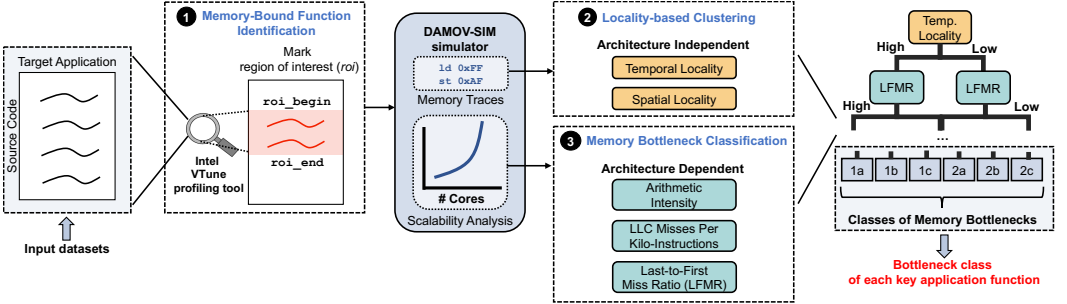 Target Application
Source Code
Input datasets
1 Memory-Bound Function
Identification
Mark
region of interest (roi)
roi_begin
roi_end
Intel
VTune
profiling tool
DAMOV-SIM
simulator
ld 0xFF
st 0xAF
Memory Traces
# Cores
Scalability Analysis
2 Locality-based Clustering
Architecture Independent
Temporal Locality
Spatial Locality
3 Memory Bottleneck Classification
Architecture Dependent
Arithmetic
Intensity
LLC Misses Per
Kilo-Instructions
Last-to-First
Miss Ratio (LFMR)
Temp.
Locality
High
Low
LFMR
LFMR
High
Low
...
1a 1b 1c 2a 2b 2c
Classes of Memory Bottlenecks
Bottleneck class
of each key application function